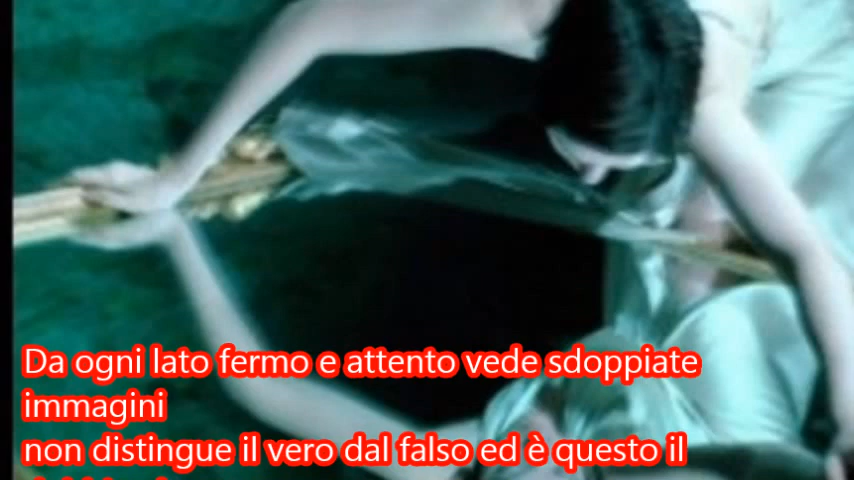 Da ogni lato fermo e attento vede sdoppiate
immagini
non distingue il vero dal falso ed è questo il